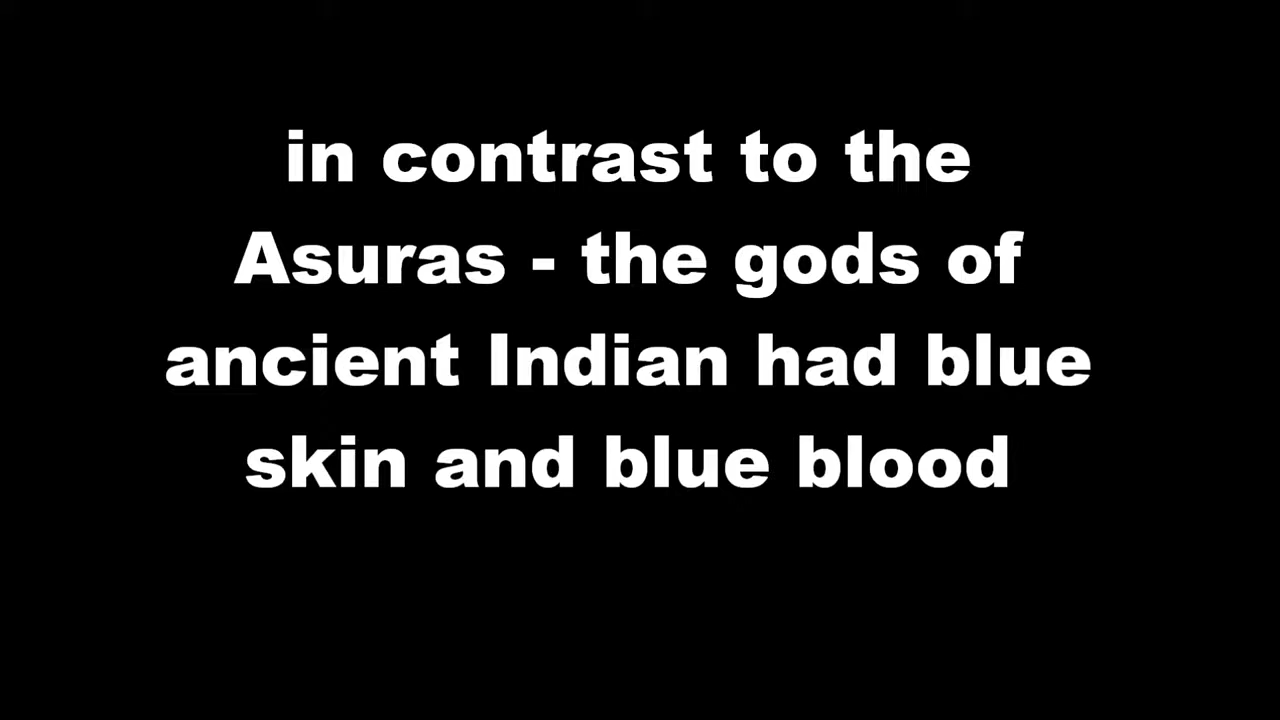 in contrast to the
Asuras - the gods of
ancient Indian had blue
skin and blue blood